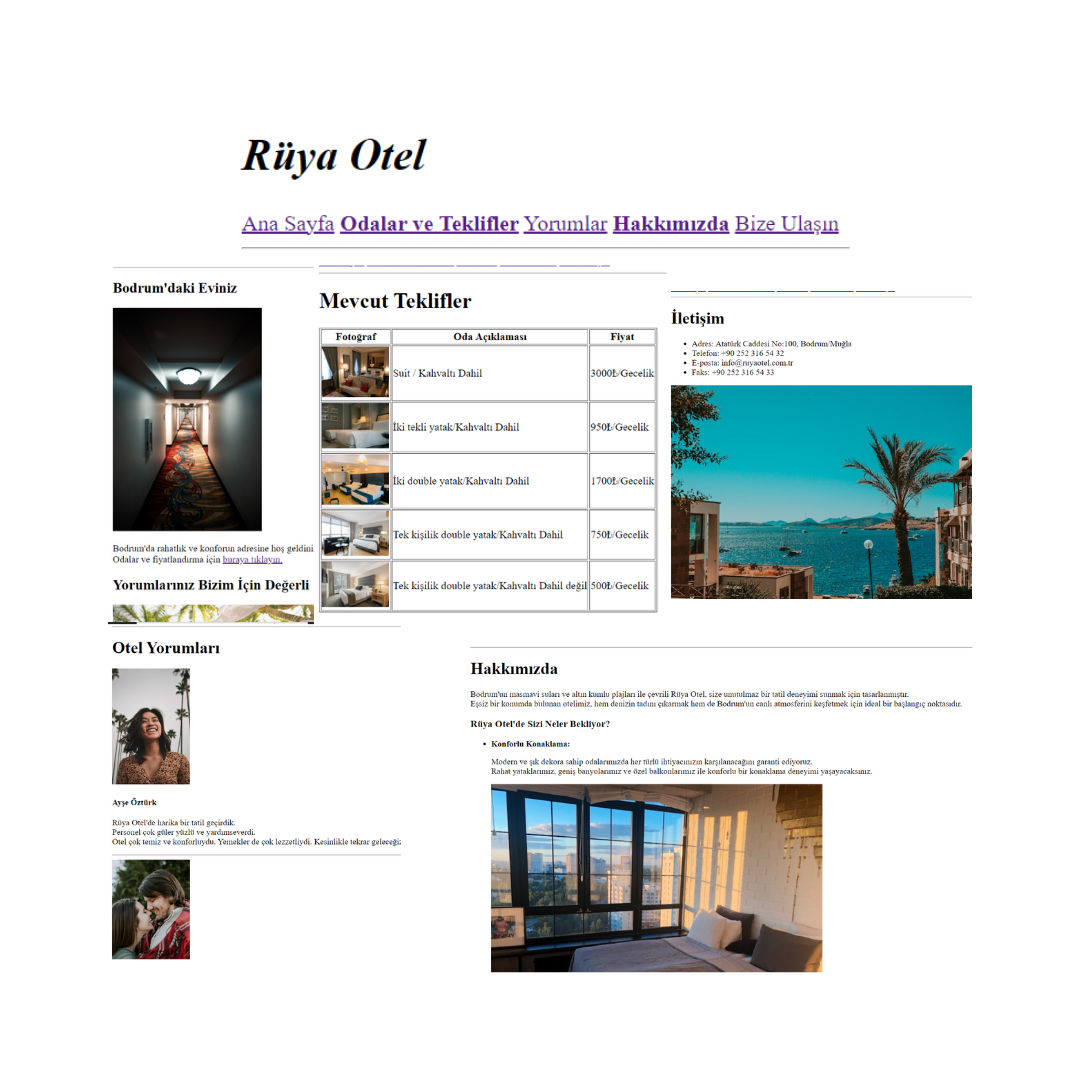 Rüya Otel
Ana Sayfa Odalar ve Teklifler Yorumlar Hakkımızda Bize Ulaşın
Bodrum'daki Eviniz
Bodrum'da rahatlık ve konforun adresine hoş geldini
Odalar ve fiyatlandırma için buraya tıklayın.
Yorumlarınız Bizim İçin Değerli
Mevcut Teklifler
Fotoğraf Oda Açıklaması Fiyat
Suit / Kahvaltı Dahil 3000₺/Gecelik
İki tekli yatak/Kahvaltı Dahil 950₺/Gecelik
İki double yatak/Kahvaltı Dahil 1700₺/Gecelik
Tek kişilik double yatak/Kahvaltı Dahil 750₺/Gecelik
Tek kişilik double yatak/Kahvaltı Dahil değil 500₺/Gecelik
İletişim
Adres: Atatürk Caddesi No:100, Bodrum/Muğla
Telefon: +90 252 316 54 32
E-posta: info@ruyaotel.com.tr
Faks: +90 252 316 54 33
Otel Yorumları
Ayşe Öztürk
Rüya Otel'de harika bir tatil geçirdik.
Personel çok güler yüzlü ve yardımseverdi.
Otel çok temiz ve konforluydu. Yemekler de çok lezzetliydi. Kesinlikle tekrar geleceği
Hakkımızda
Bodrum'un masmavi suları ve altın kumlu plajları ile çevrili Rüya Otel, size unutulmaz bir tatil deneyimi sunmak için tasarlanmıştır.
Eşsiz bir konumda bulunan otelimiz, hem denizin tadını çıkarmak hem de Bodrum'un canlı atmosferini keşfetmek için ideal bir başlangıç noktasıdır.
Rüya Otel'de Sizi Neler Bekliyor?
Konforlu Konaklama:
Modern ve şık dekora sahip odalarımızda her türlü ihtiyacınızın karşılanacağını garanti ediyoruz.
Rahat yataklarımız, geniş banyolarımız ve özel balkonlarımız ile konforlu bir konaklama deneyimi yaşayacaksınız.